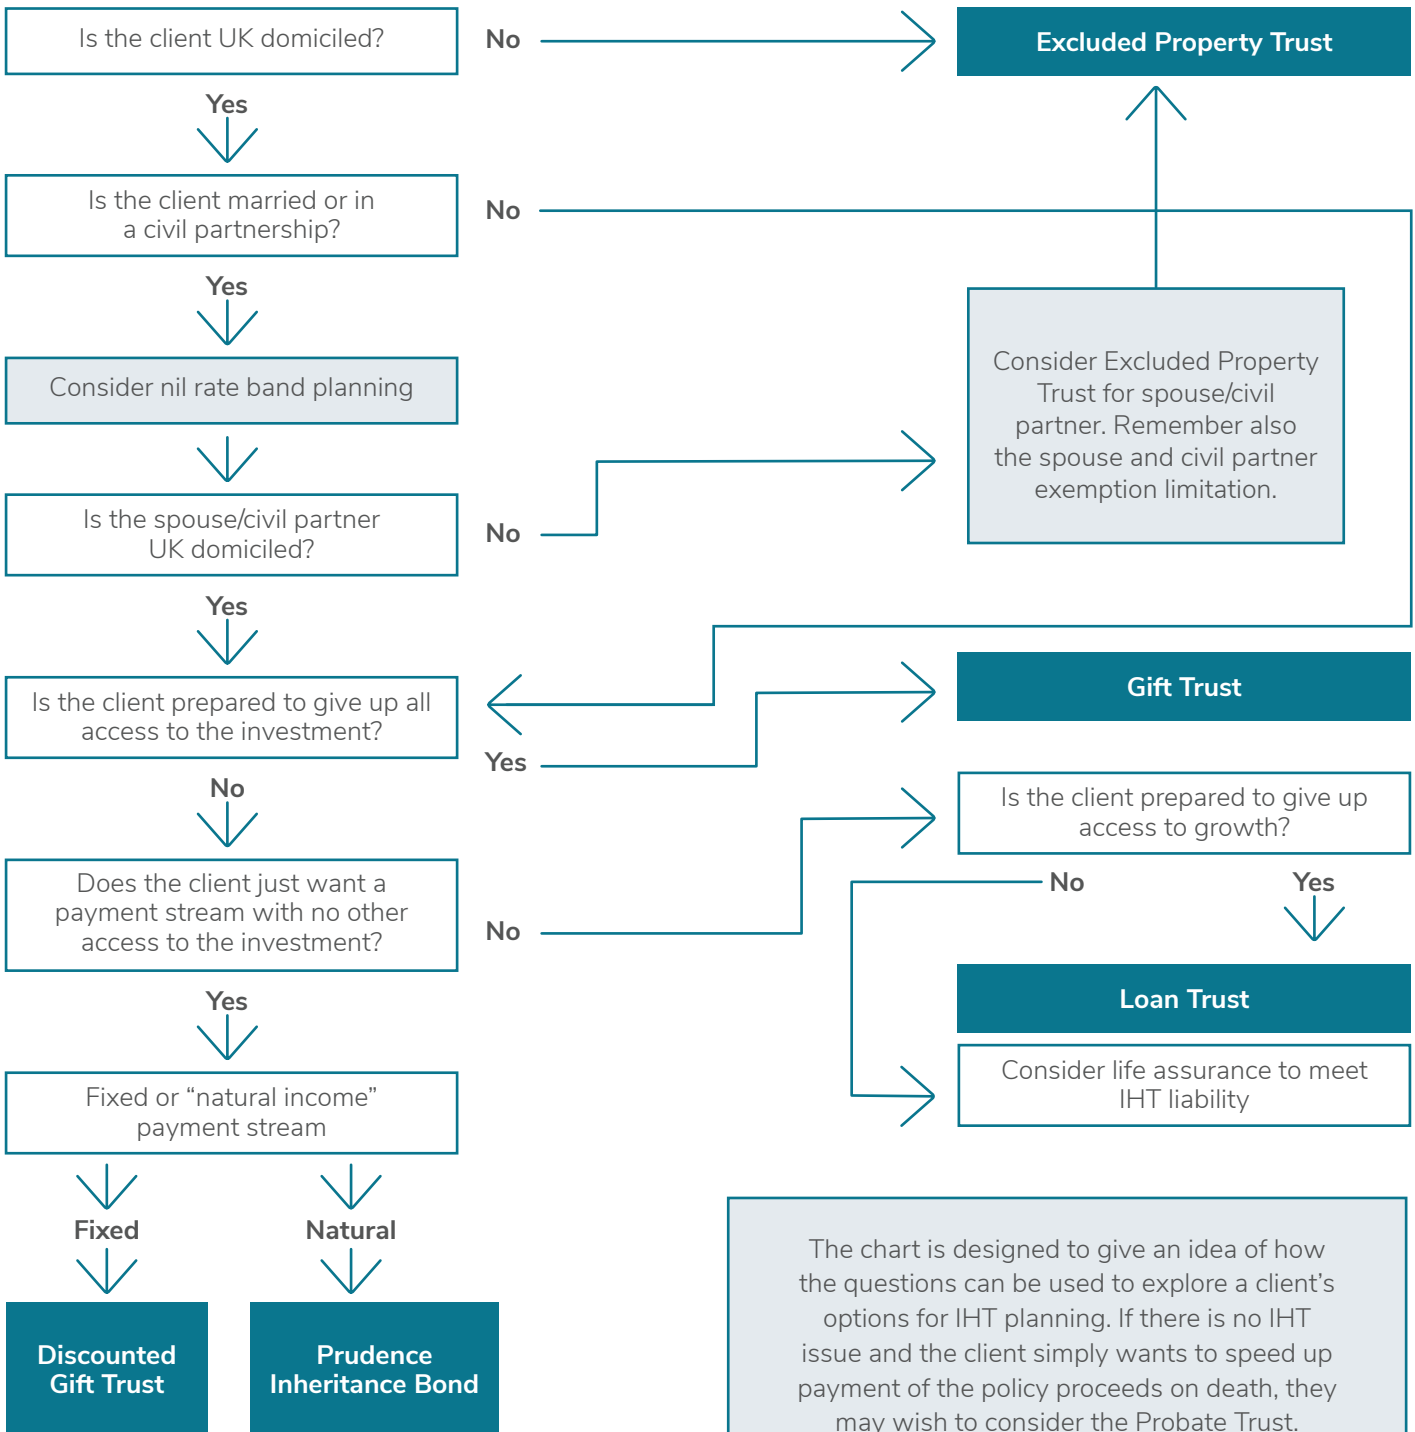 Is the client UK domiciled?
No
Excluded Property Trust
Yes
Is the client married or in
a civil partnership?
No
Yes
Consider nil rate band planning
Consider Excluded Property
Trust for spouse/civil
partner. Remember also
the spouse and civil partner
exemption limitation.
Is the spouse/civil partner
UK domiciled?
No
Yes
Is the client prepared to give up all
access to the investment?
Yes
Gift Trust
No
Is the client prepared to give up
access to growth?
No
Yes
Does the client just want a
payment stream with no other
access to the investment?
No
Loan Trust
Consider life assurance to meet
IHT liability
Yes
Fixed or “natural income”
payment stream
Fixed
Natural
Discounted
Gift Trust
Prudence
Inheritance Bond
The chart is designed to give an idea of how
the questions can be used to explore a client’s
options for IHT planning. If there is no IHT
issue and the client simply wants to speed up
payment of the policy proceeds on death, they
may wish to consider the Probate Trust.